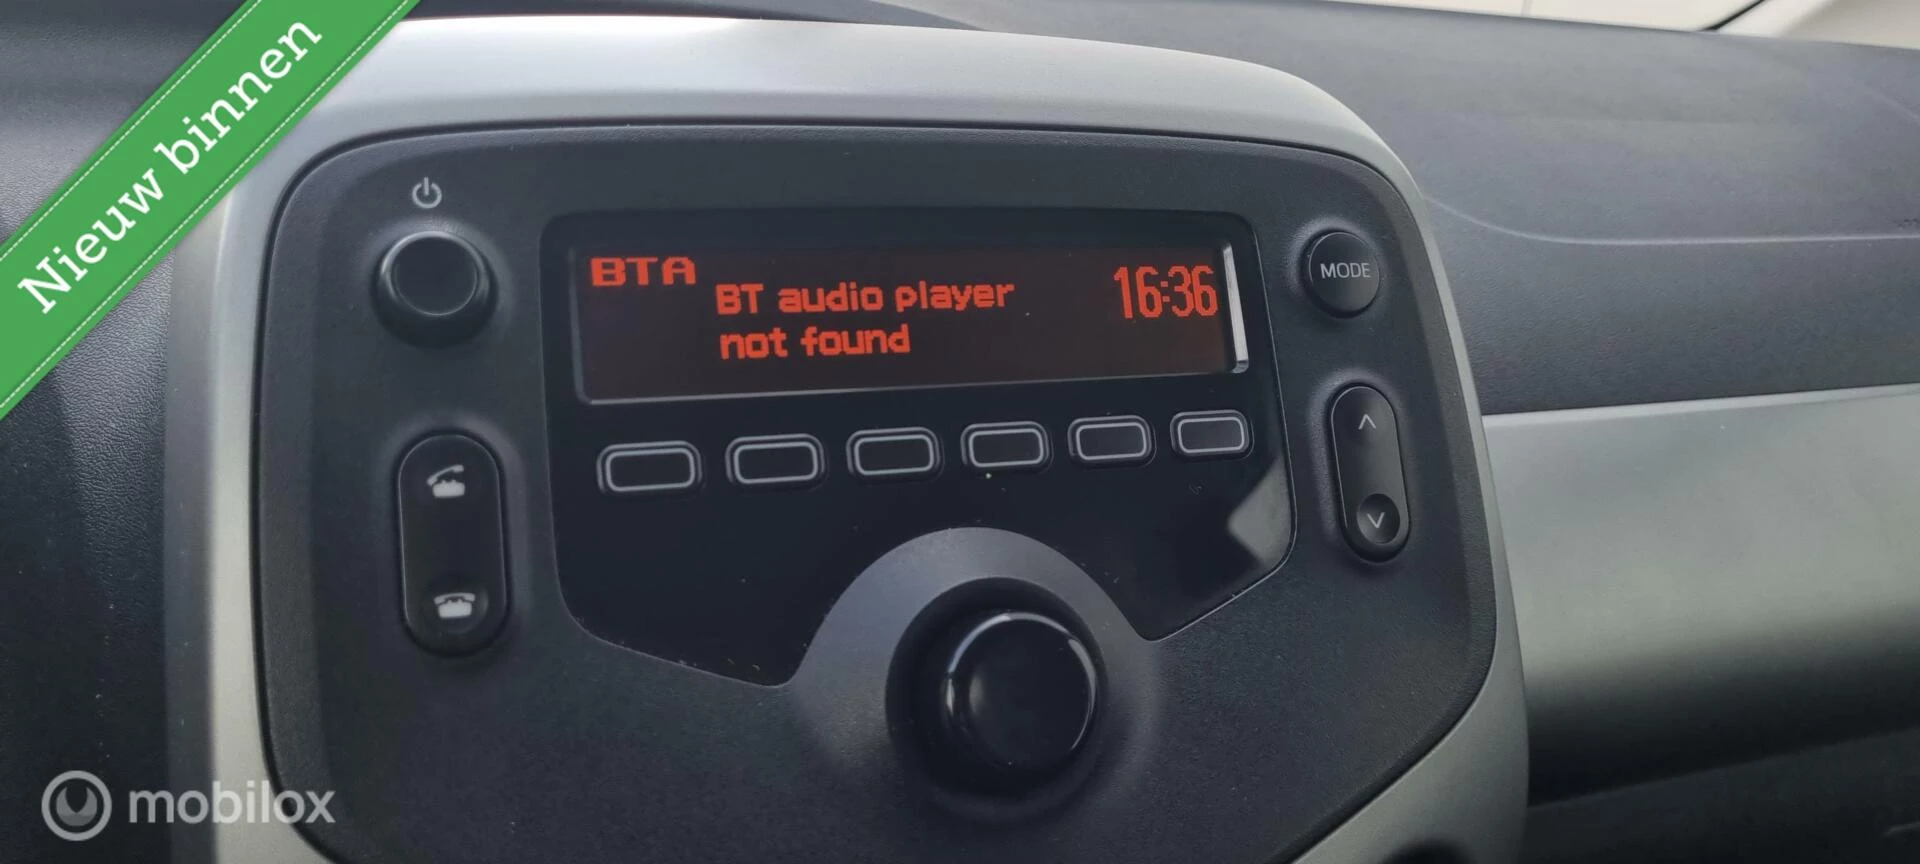 Nieuw binnen
BTA
BT audio player
not found
16:36
MODE
mobilox